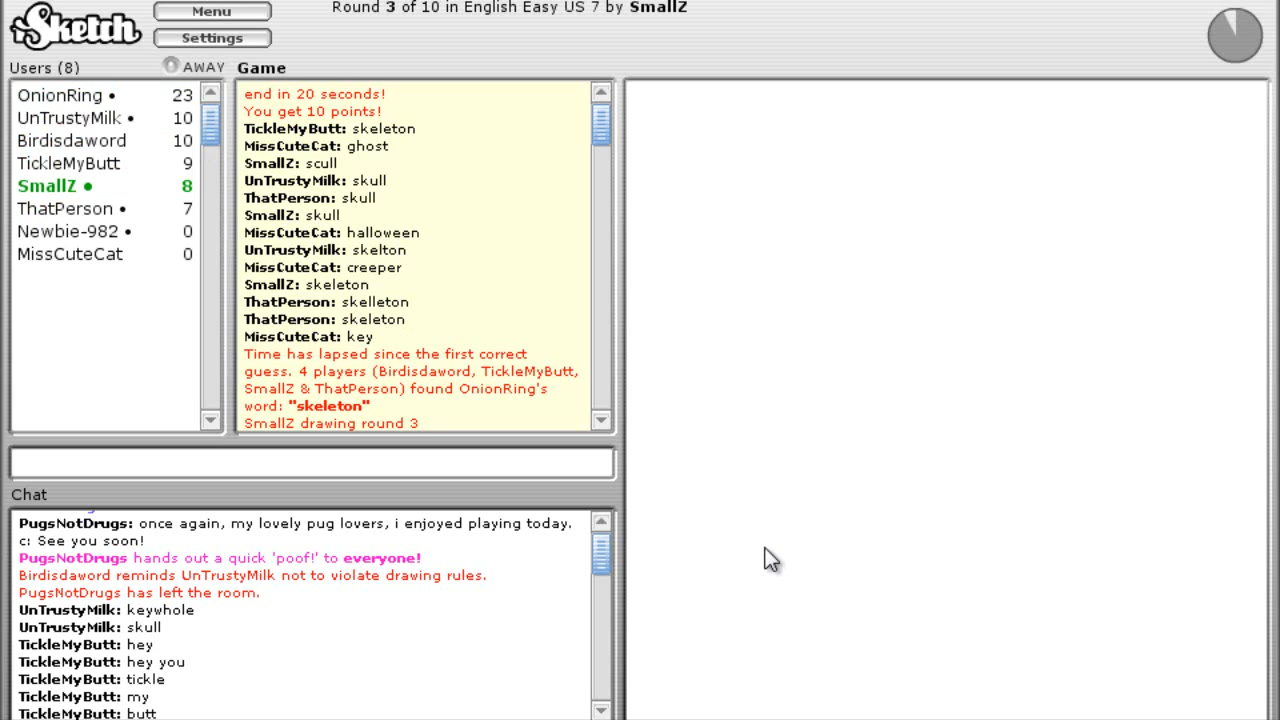 iSketch
Menu
Settings
Round 3 of 10 in English Easy US 7 by SmallZ
Users (8)
AWAY
OnionRing • 23
UnTrustyMilk • 10
Birdisdaword 10
TickleMyButt 9
SmallZ • 8
ThatPerson • 7
Newbie-982 • 0
MissCuteCat 0
Game
end in 20 seconds!
You get 10 points!
TickleMyButt: skeleton
MissCuteCat: ghost
SmallZ: scull
UnTrustyMilk: skull
ThatPerson: skull
SmallZ: skull
MissCuteCat: halloween
UnTrustyMilk: skelton
MissCuteCat: creeper
SmallZ: skeleton
ThatPerson: skelleton
ThatPerson: skeleton
MissCuteCat: key
Time has lapsed since the first correct
guess. 4 players (Birdisdaword, TickleMyButt,
SmallZ & ThatPerson) found OnionRing's
word: "skeleton"
SmallZ drawing round 3
Chat
PugsNotDrugs: once again, my lovely pug lovers, i enjoyed playing today.
c: See you soon!
PugsNotDrugs hands out a quick 'poof!' to everyone!
Birdisdaword reminds UnTrustyMilk not to violate drawing rules.
PugsNotDrugs has left the room.
UnTrustyMilk: keywhole
UnTrustyMilk: skull
TickleMyButt: hey
TickleMyButt: hey you
TickleMyButt: tickle
TickleMyButt: my
TickleMyButt: butt